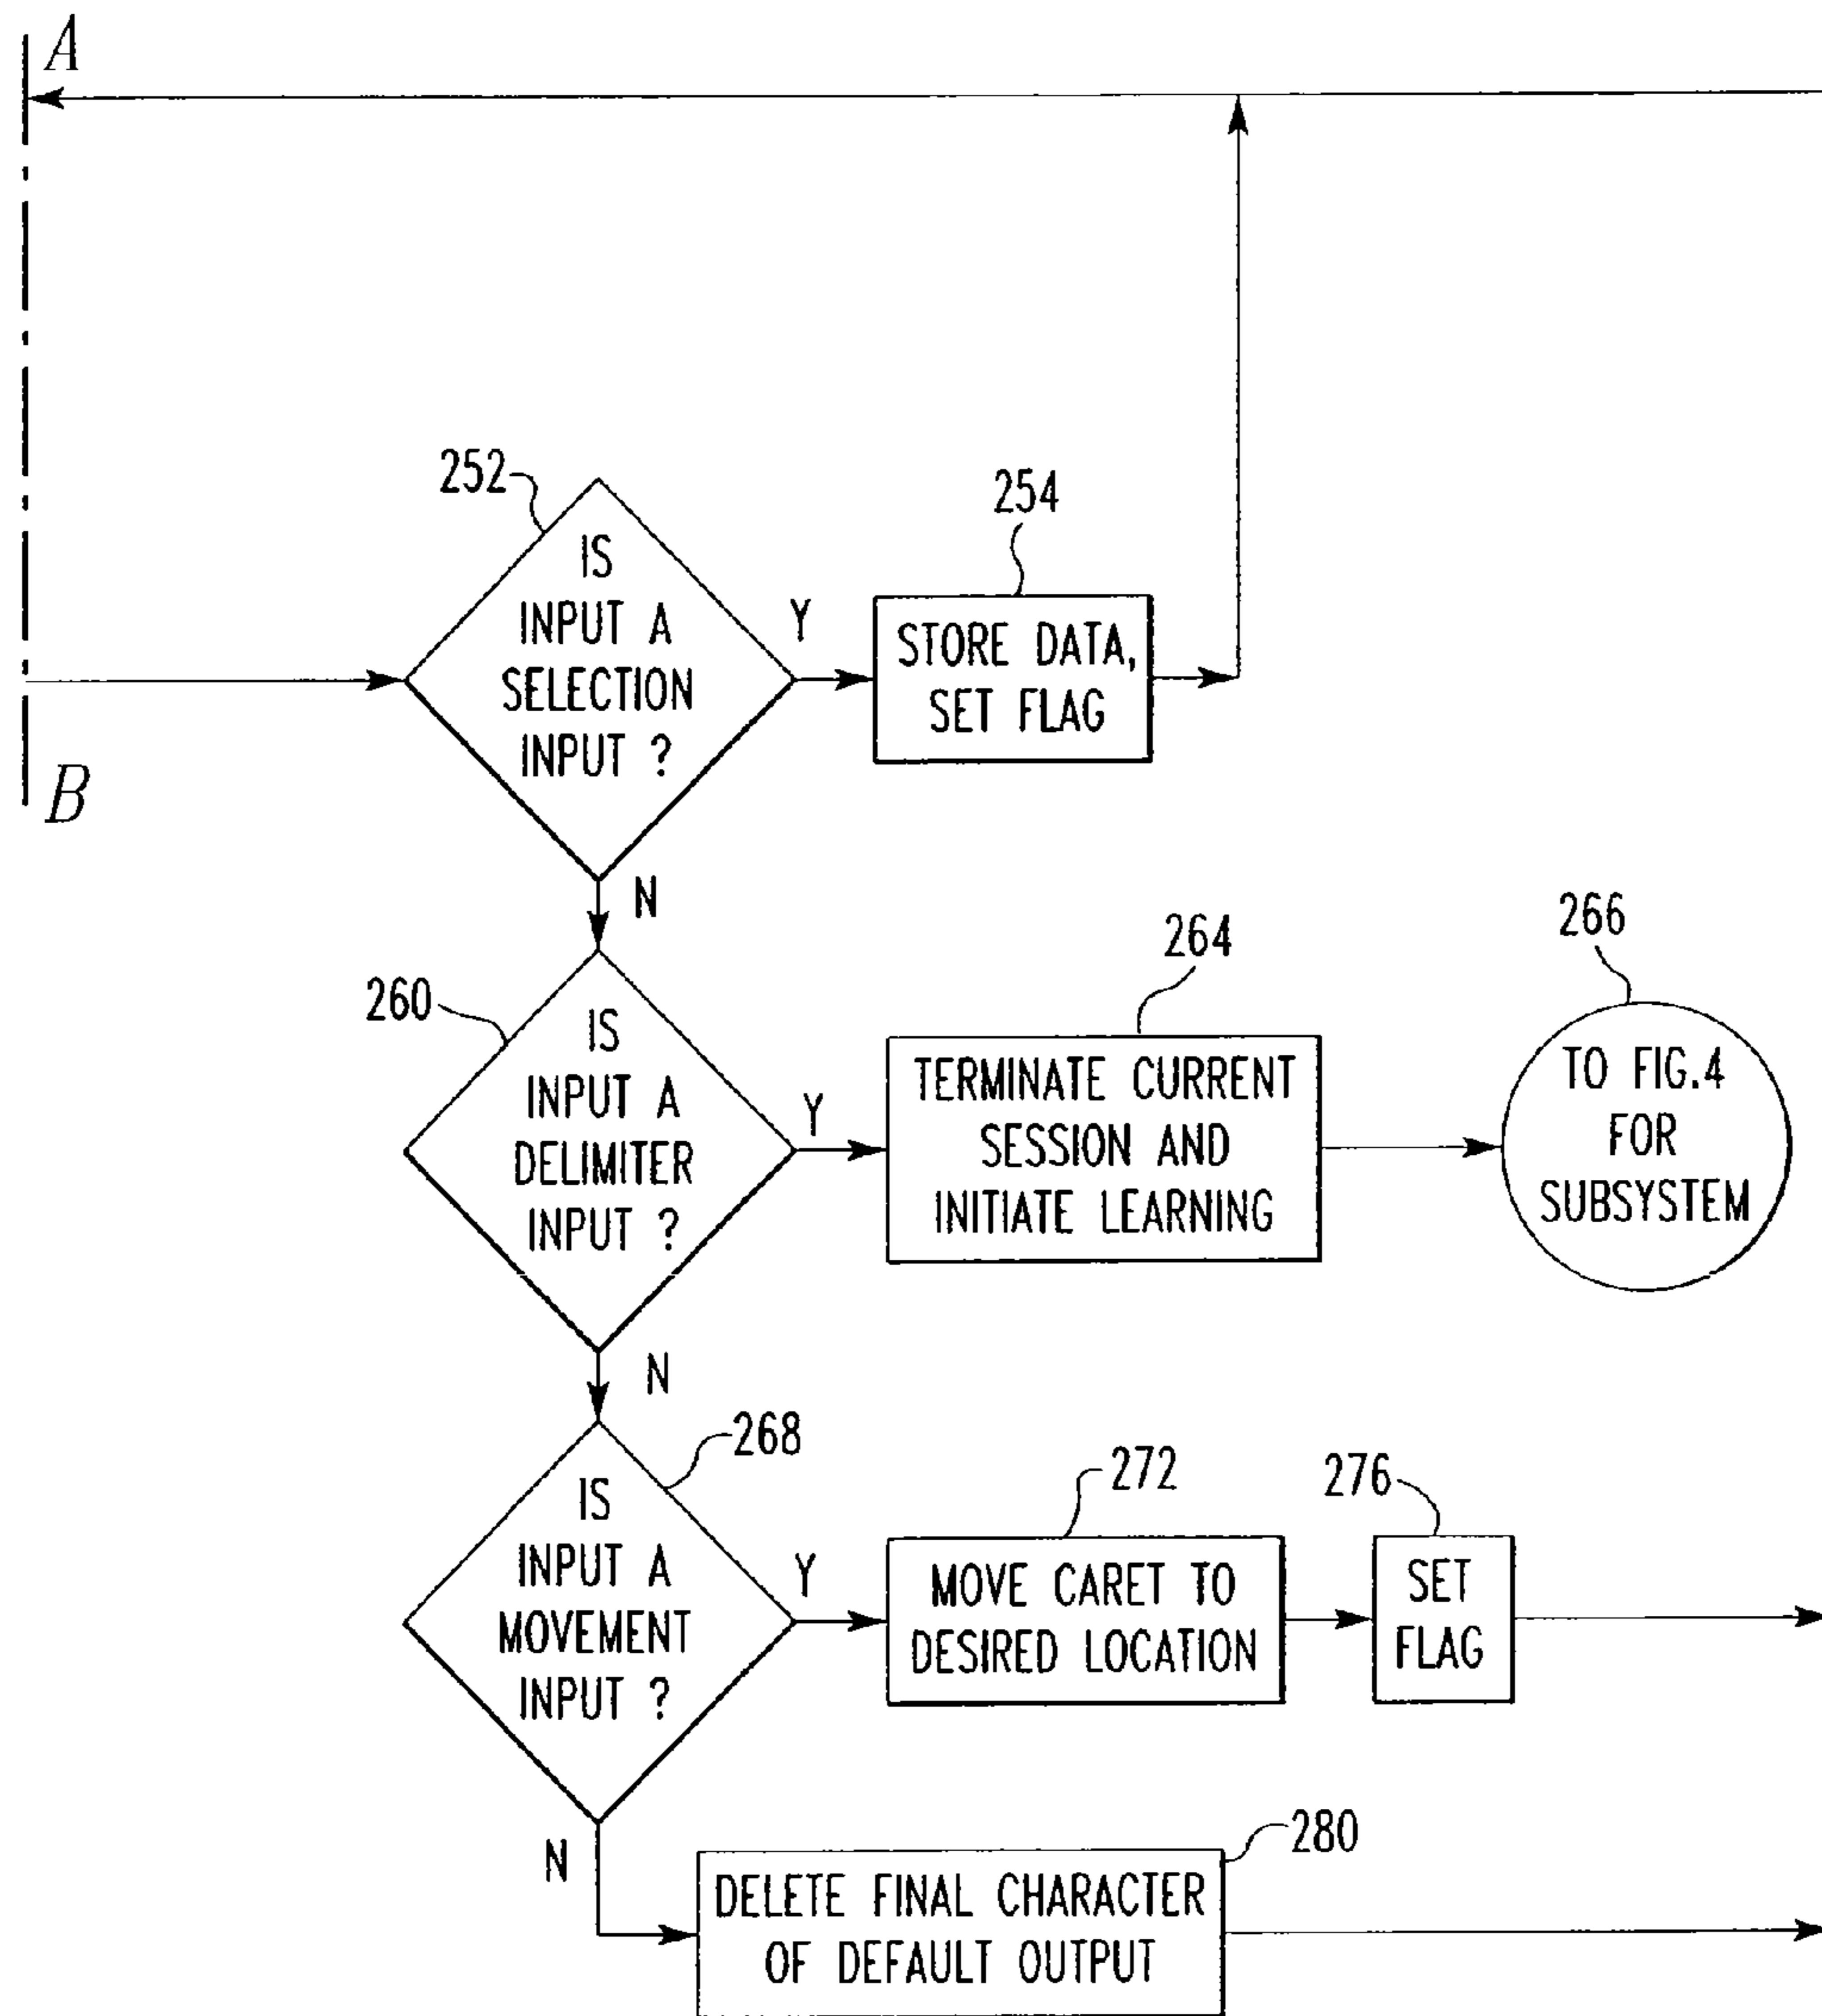 A
252
254
IS
INPUT A
SELECTION
INPUT ?
Y
STORE DATA,
SET FLAG
B
N
260
264
266
IS
INPUT A
DELIMITER
INPUT ?
Y
TERMINATE CURRENT
SESSION AND
INITIATE LEARNING
TO FIG.4
FOR
SUBSYSTEM
N
268
272
276
IS
INPUT A
MOVEMENT
INPUT ?
Y
MOVE CARET TO
DESIRED LOCATION
SET
FLAG
N
280
DELETE FINAL CHARACTER
OF DEFAULT OUTPUT